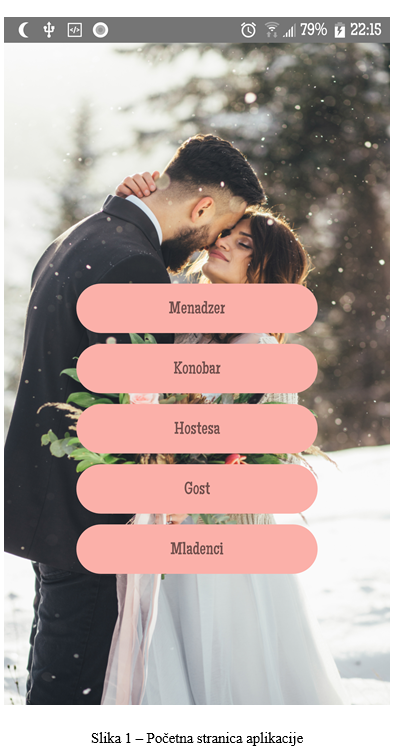 79% 22:15
Menadzer
Konobar
Hostesa
Gost
Mladenci
Slika 1 – Početna stranica aplikacije